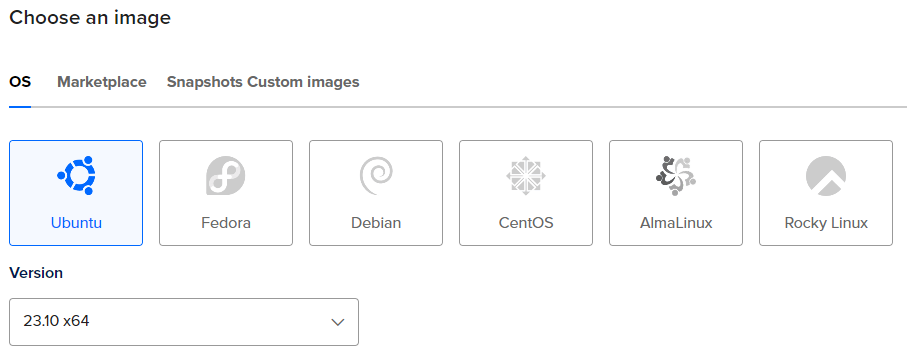 Choose an image
OS Marketplace Snapshots Custom images
Ubuntu Fedora Debian CentOS AlmaLinux Rocky Linux
Version
23.10 x64